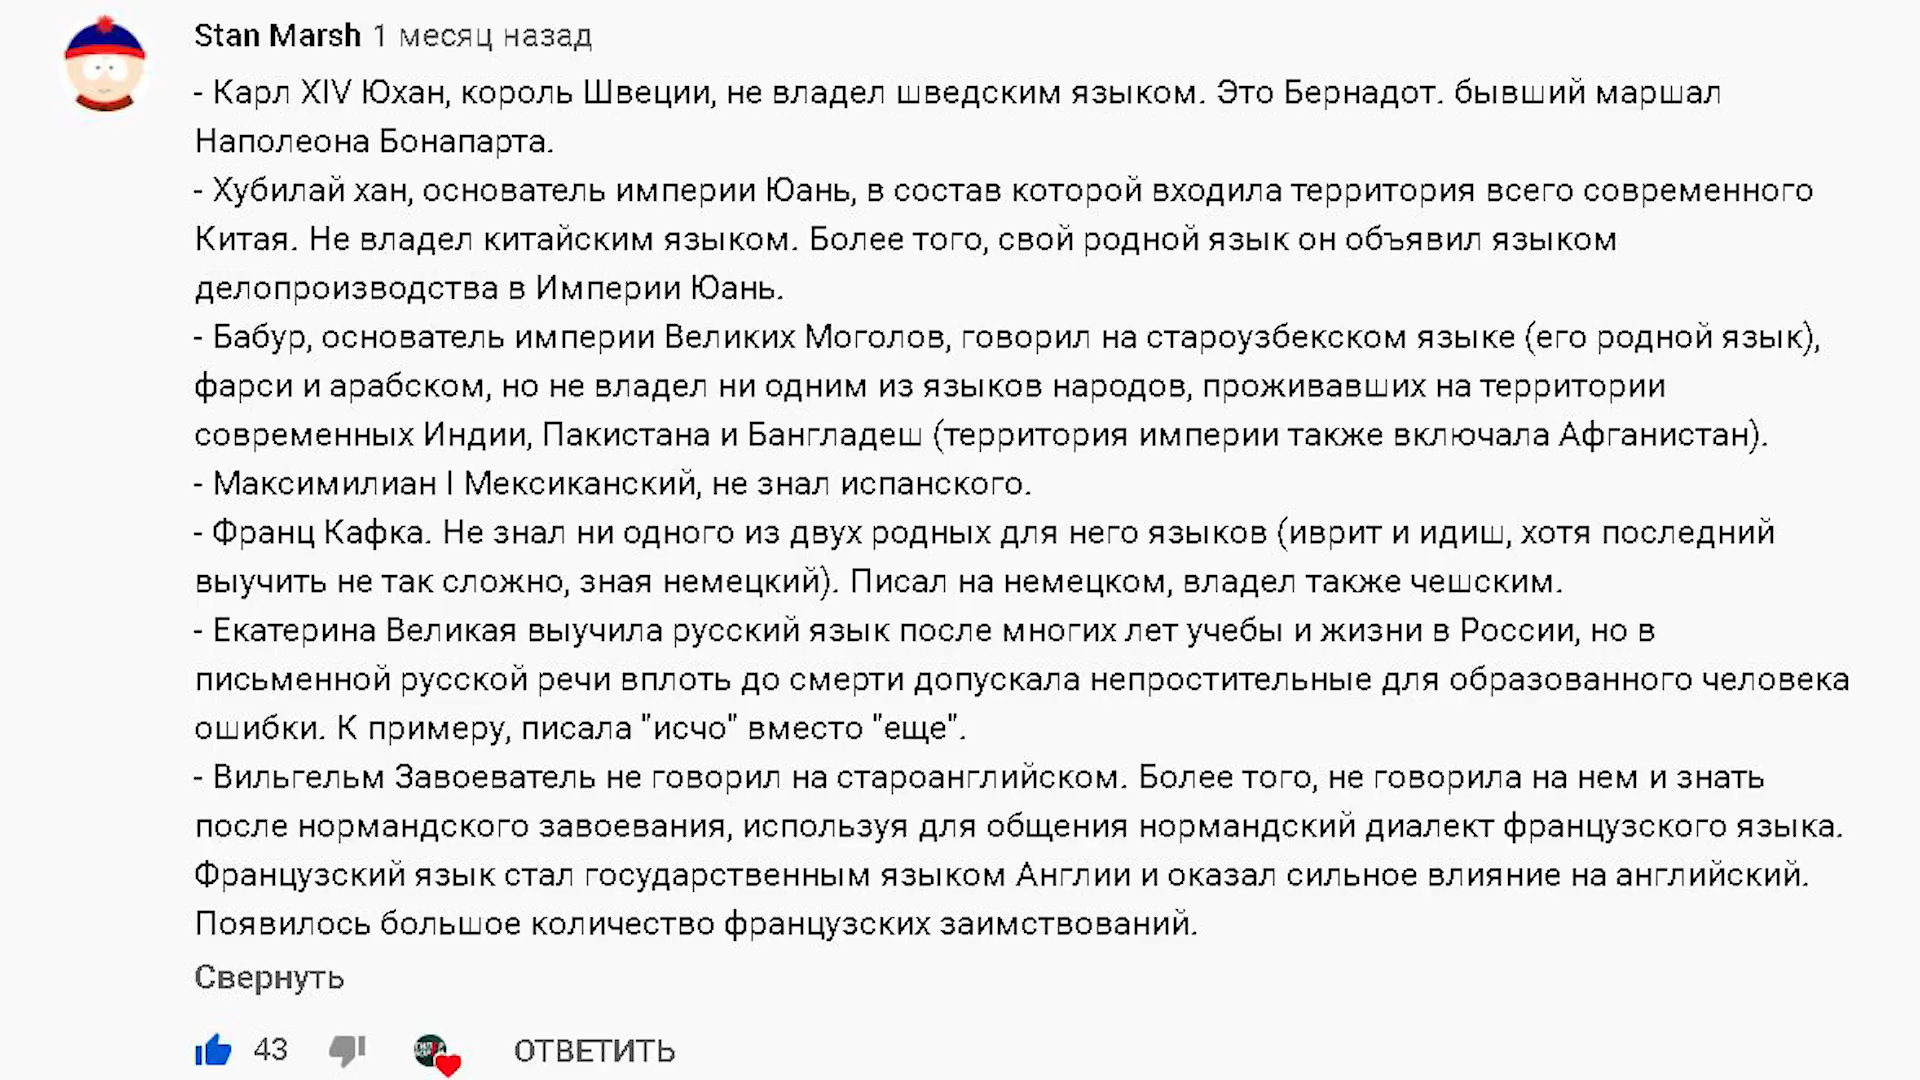 Stan Marsh 1 месяц назад
- Карл XIV Юхан, король Швеции, не владел шведским языком. Это Бернадот. бывший маршал
Наполеона Бонапарта.
- Хубилай хан, основатель империи Юань, в состав которой входила территория всего современного
Китая. Не владел китайским языком. Более того, свой родной язык он объявил языком
делопроизводства в Империи Юань.
- Бабур, основатель империи Великих Моголов, говорил на староузбекском языке (его родной язык),
фарси и арабском, но не владел ни одним из языков народов, проживавших на территории
современных Индии, Пакистана и Бангладеш (территория империи также включала Афганистан).
- Максимилиан I Мексиканский, не знал испанского.
- Франц Кафка. Не знал ни одного из двух родных для него языков (иврит и идиш, хотя последний
выучить не так сложно, зная немецкий). Писал на немецком, владел также чешским.
- Екатерина Великая выучила русский язык после многих лет учебы и жизни в России, но в
письменной русской речи вплоть до смерти допускала непростительные для образованного человека
ошибки. К примеру, писала "исчо" вместо "еще".
- Вильгельм Завоеватель не говорил на староанглийском. Более того, не говорила на нем и знать
после нормандского завоевания, используя для общения нормандский диалект французского языка.
Французский язык стал государственным языком Англии и оказал сильное влияние на английский.
Появилось большое количество французских заимствований.
Свернуть
43 ОТВЕТИТЬ